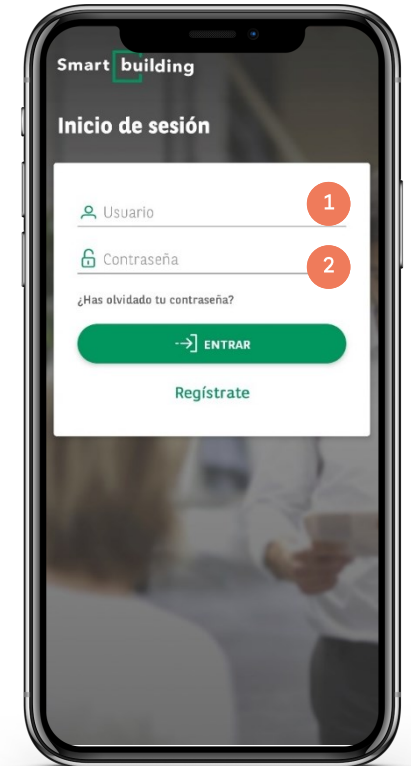 Smart building
Inicio de sesión
Usuario
1
Contraseña
2
¿Has olvidado tu contraseña?
ENTRAR
Regístrate